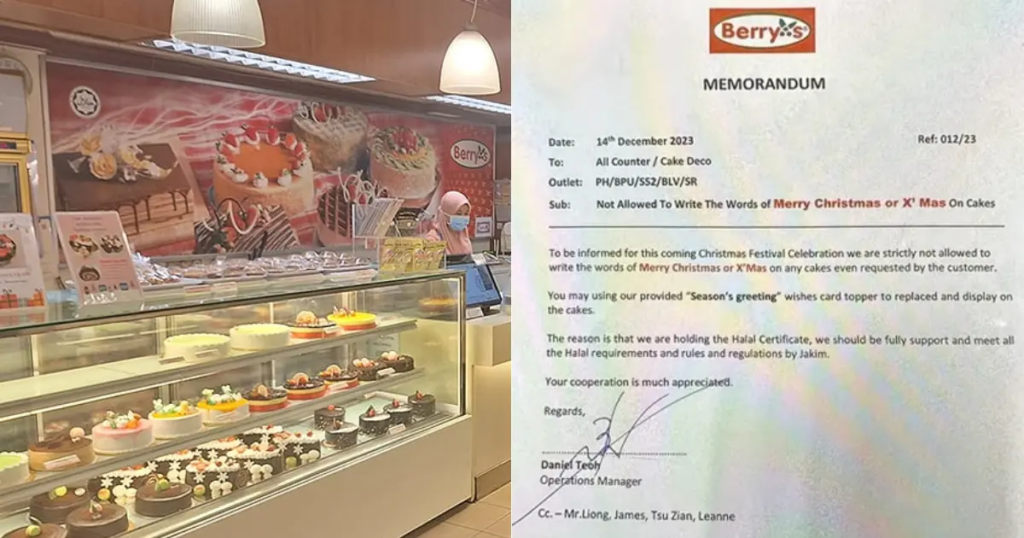 Berry's
Berry's
MEMORANDUM
Date: 14th December 2023 Ref: 012/23
To: All Counter / Cake Deco
Outlet: PH/BPU/SS2/BLV/SR
Sub: Not Allowed To Write The Words of Merry Christmas or X' Mas On Cakes
To be informed for this coming Christmas Festival Celebration we are strictly not allowed to
write the words of Merry Christmas or X'Mas on any cakes even requested by the customer.
You may using our provided "Season's greeting" wishes card topper to replaced and display on
the cakes.
The reason is that we are holding the Halal Certificate, we should be fully support and meet all
the Halal requirements and rules and regulations by Jakim.
Your cooperation is much appreciated.
Regards,
Daniel Teoh
Operations Manager
Cc. – Mr.Liong, James, Tsu Zian, Leanne